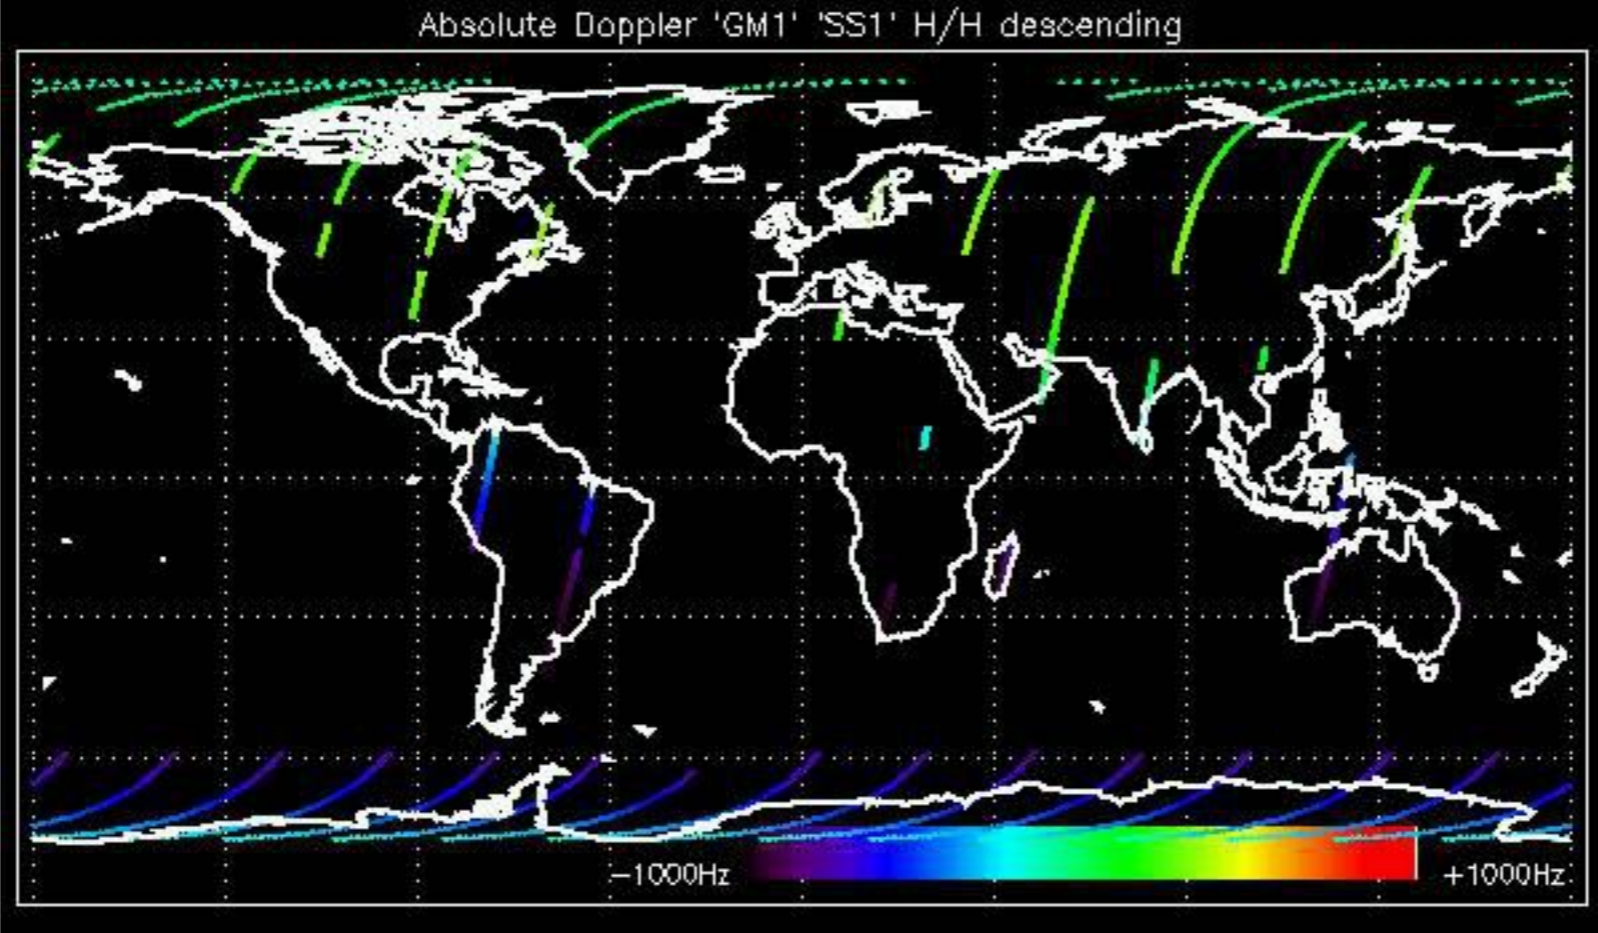 Absolute Doppler 'GM1' 'SS1' H/H descending
−1000Hz
+1000Hz